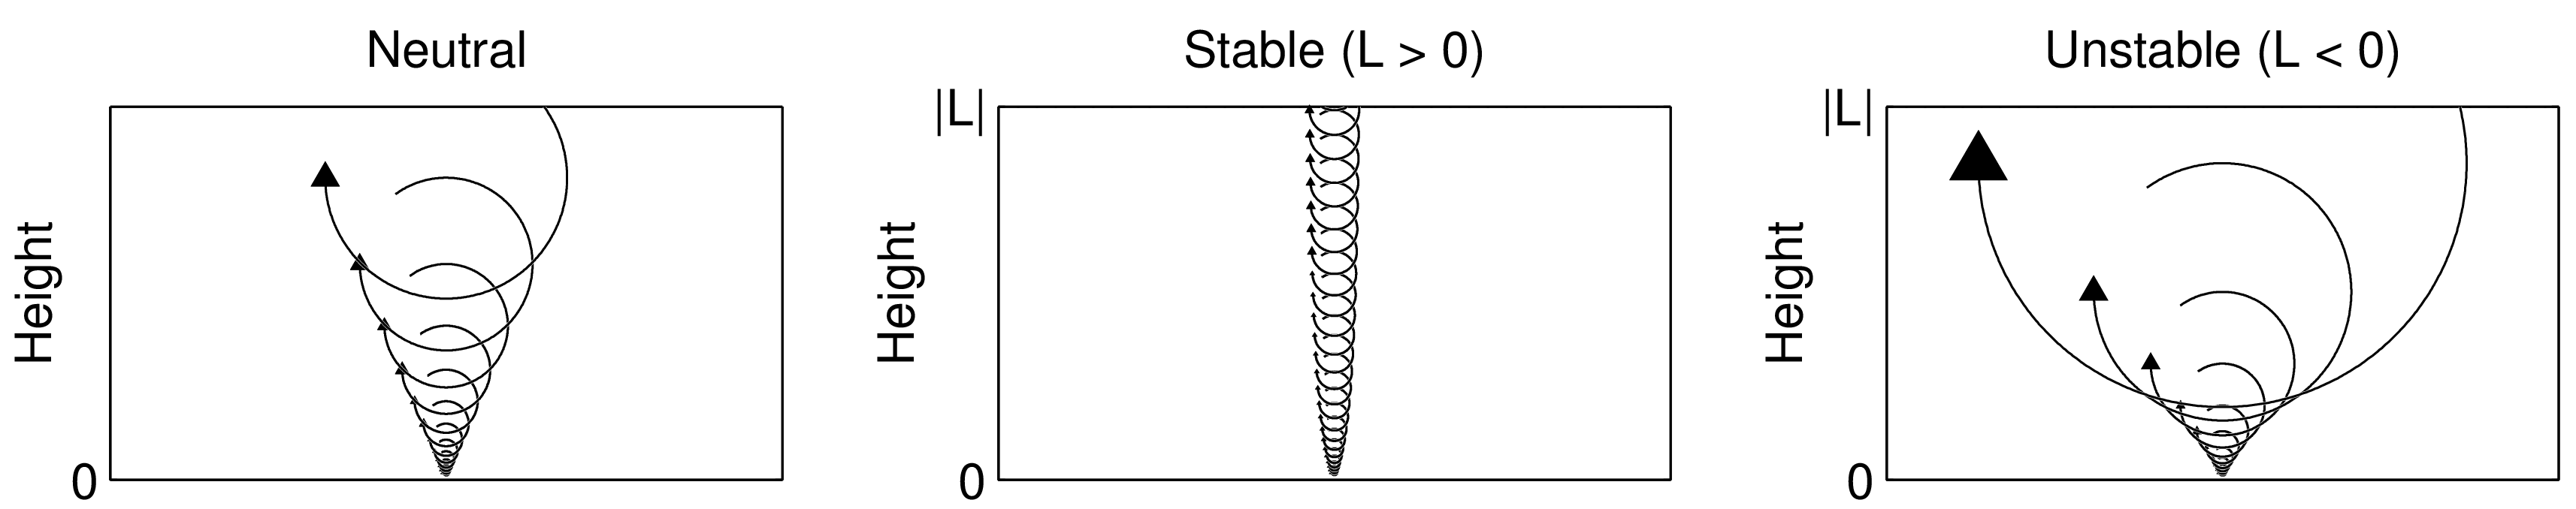 Neutral
Height
0
Stable (L > 0)
|L|
Height
0
Unstable (L < 0)
|L|
Height
0